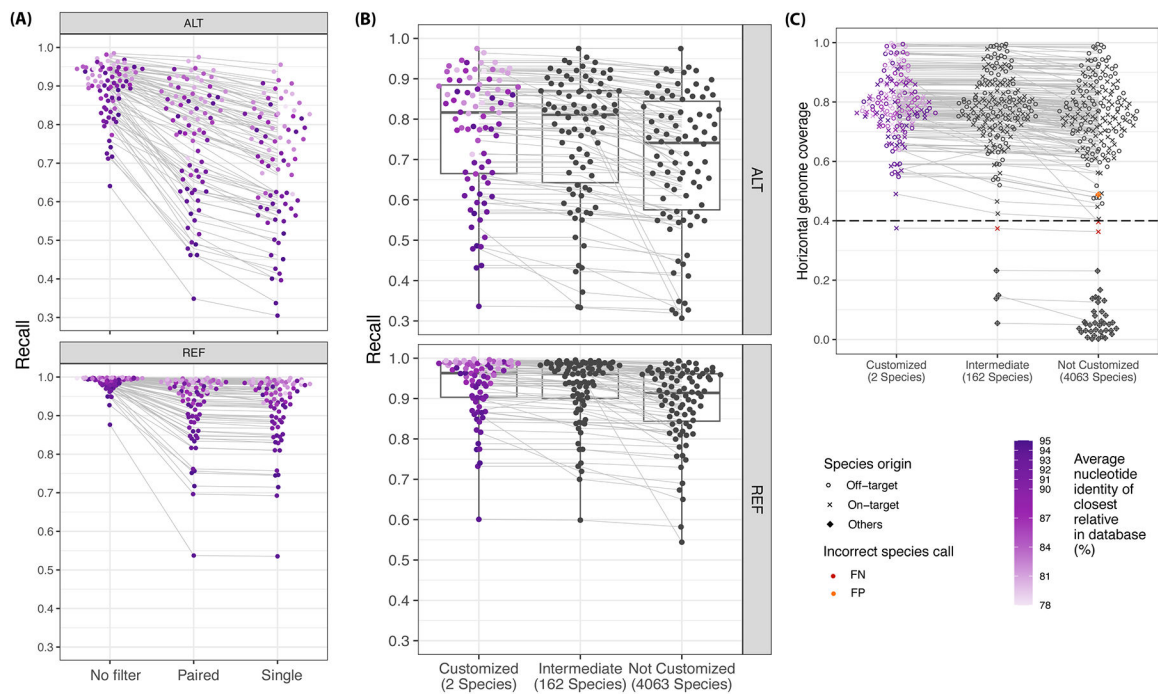 (A)
ALT
1.0
0.9
0.8
0.7
0.6
0.5
0.4
0.3
REF
1.0
0.9
0.8
0.7
0.6
0.5
0.4
0.3
Recall
No filter
Paired
Single
(B)
1.0
0.9
0.8
0.7
0.6
0.5
0.4
0.3
ALT
1.0
0.9
0.8
0.7
0.6
0.5
0.4
0.3
REF
Recall
Customized
(2 Species)
Intermediate
(162 Species)
Not Customized
(4063 Species)
(C)
Horizontal genome coverage
1.0
0.8
0.6
0.4
0.2
0.0
Customized
(2 Species)
Intermediate
(162 Species)
Not Customized
(4063 Species)
Species origin
Off-target
On-target
Others
Incorrect species call
FN
FP
95
94
93
91
90
87
84
81
78
Average
nucleotide
identity of
closest
relative
in database
(%)